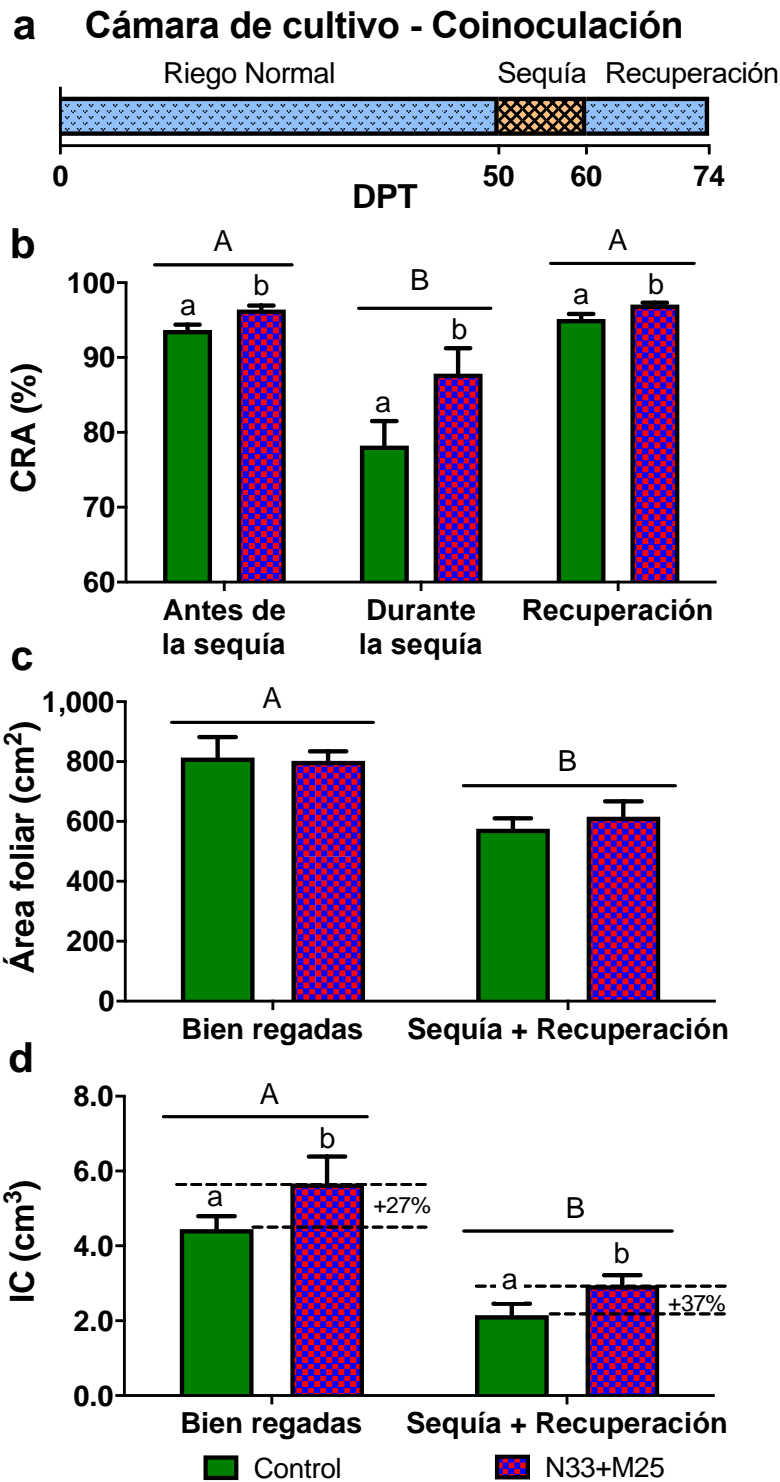 a Cámara de cultivo - Coinoculación
Riego Normal Sequía Recuperación
0 50 60 74
DPT
b
CRA (%)
100
90
80
70
60
A B A
a b a b a b
Antes de la sequía
Durante la sequía
Recuperación
c
Área foliar (cm²)
1,000
800
600
400
200
0
A B
Bien regadas Sequía + Recuperación
d
IC (cm³)
8.0
6.0
4.0
2.0
0.0
A B
a b a b
+27%
+37%
Bien regadas Sequía + Recuperación
Control N33+M25